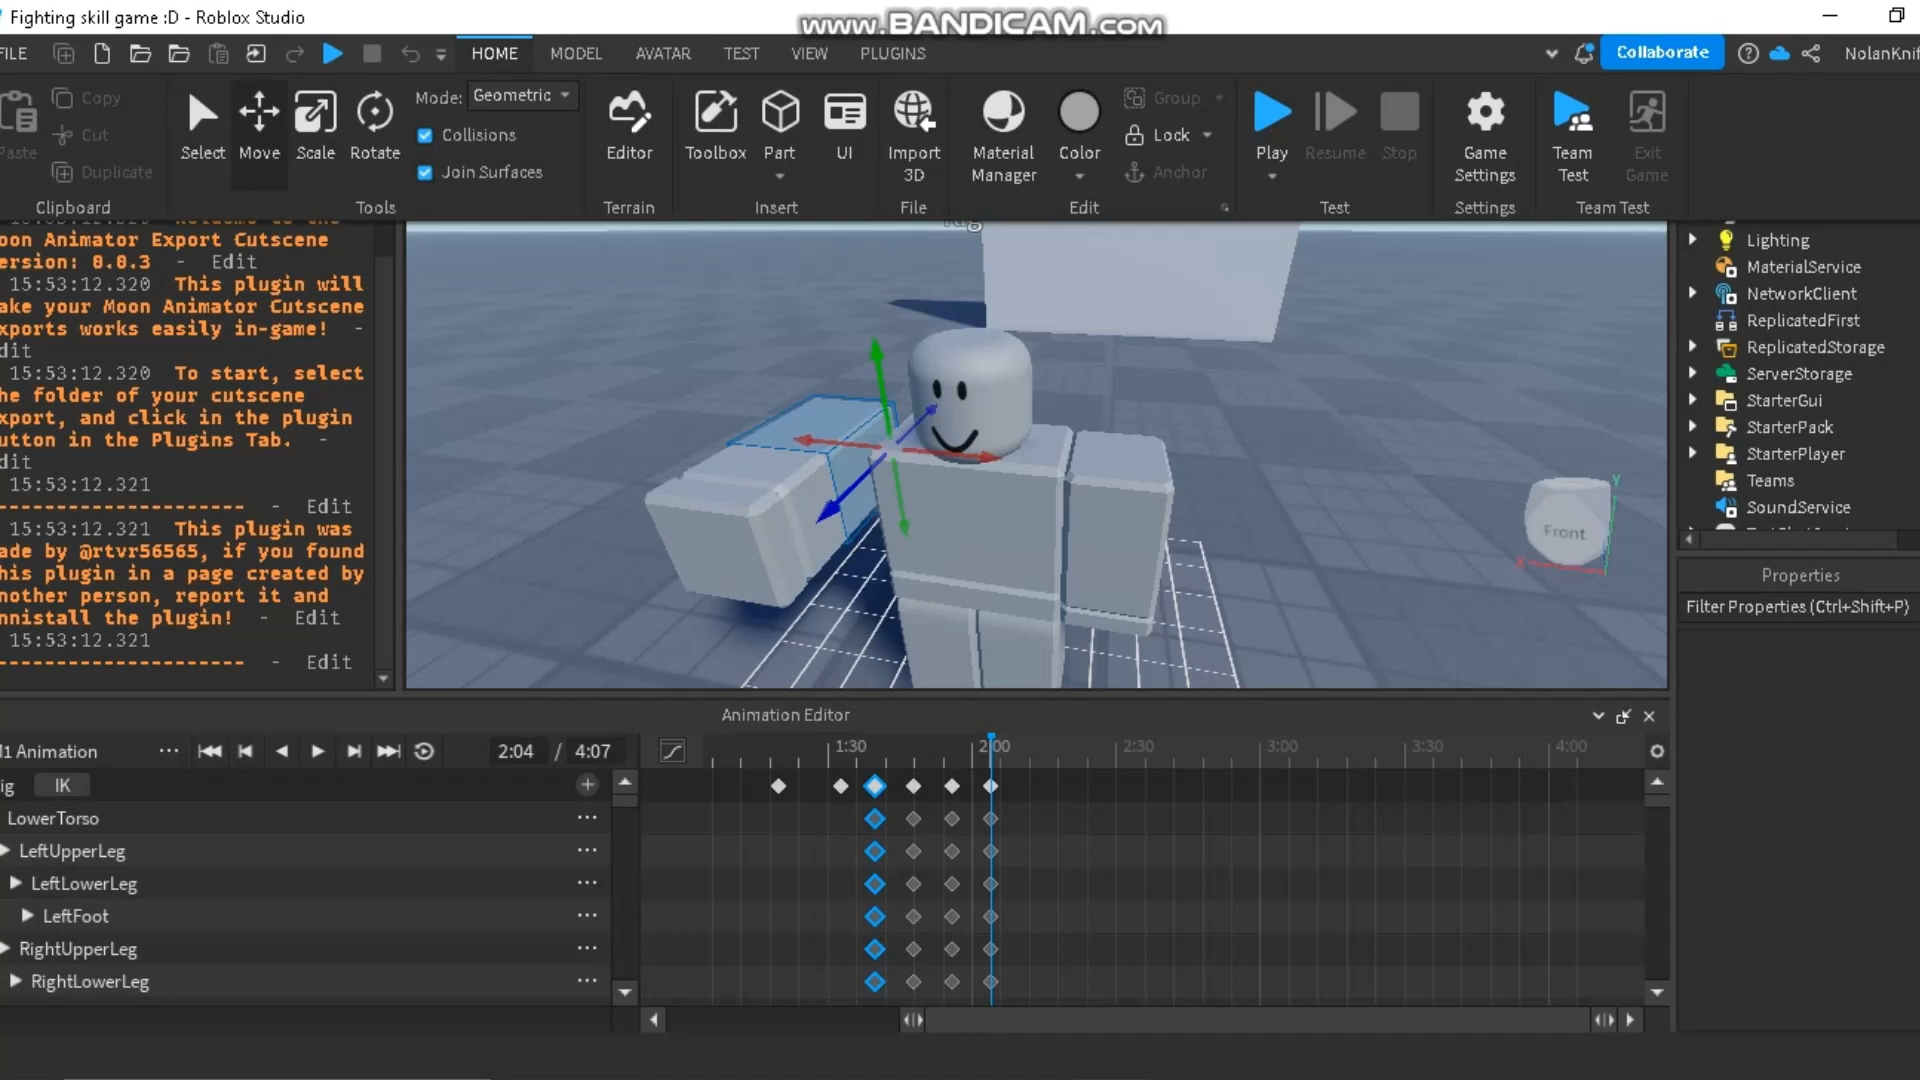 Fighting skill game :D - Roblox Studio
www.BANDICAM.com
FILE
HOME
MODEL
AVATAR
TEST
VIEW
PLUGINS
Collaborate
NolanKnif
Paste
Copy
Cut
Duplicate
Clipboard
Select
Move
Scale
Rotate
Mode: Geometric
Collisions
Join Surfaces
Tools
Editor
Terrain
Toolbox
Part
UI
Insert
Import
3D
File
Material
Manager
Color
Group
Lock
Anchor
Edit
Play
Resume
Stop
Test
Game
Settings
Settings
Team
Test
Exit
Game
Team Test
oon Animator Export Cutscene
ersion: 0.0.3 - Edit
15:53:12.320 This plugin will
ake your Moon Animator Cutscene
xports works easily in-game! -
dit
15:53:12.320 To start, select
he folder of your cutscene
xport, and click in the plugin
utton in the Plugins Tab. -
dit
15:53:12.321
---------------------- - Edit
15:53:12.321 This plugin was
ade by @rtvr56565, if you found
his plugin in a page created by
nother person, report it and
nnistall the plugin! - Edit
15:53:12.321
---------------------- - Edit
Rig
Front
Y
X
Lighting
MaterialService
NetworkClient
ReplicatedFirst
ReplicatedStorage
ServerStorage
StarterGui
StarterPack
StarterPlayer
Teams
SoundService
Properties
Filter Properties (Ctrl+Shift+P)
Animation Editor
1 Animation
2:04 / 4:07
1:30
2:00
2:30
3:00
3:30
4:00
ig
IK
LowerTorso
LeftUpperLeg
LeftLowerLeg
LeftFoot
RightUpperLeg
RightLowerLeg